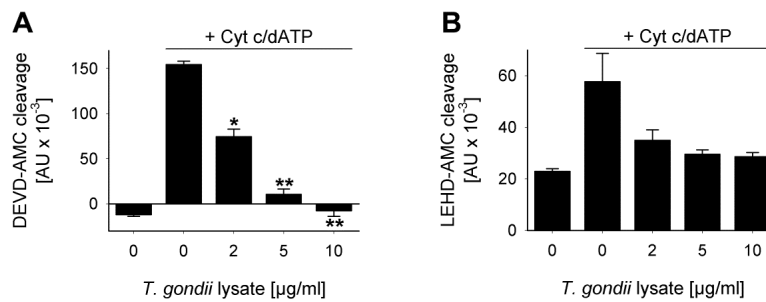 A
+ Cyt c/dATP
DEVD-AMC cleavage
[AU x 10⁻³]
150
100
50
0
*
**
**
0 0 2 5 10
T. gondii lysate [µg/ml]
B
+ Cyt c/dATP
LEHD-AMC cleavage
[AU x 10⁻³]
60
40
20
0
0 0 2 5 10
T. gondii lysate [µg/ml]